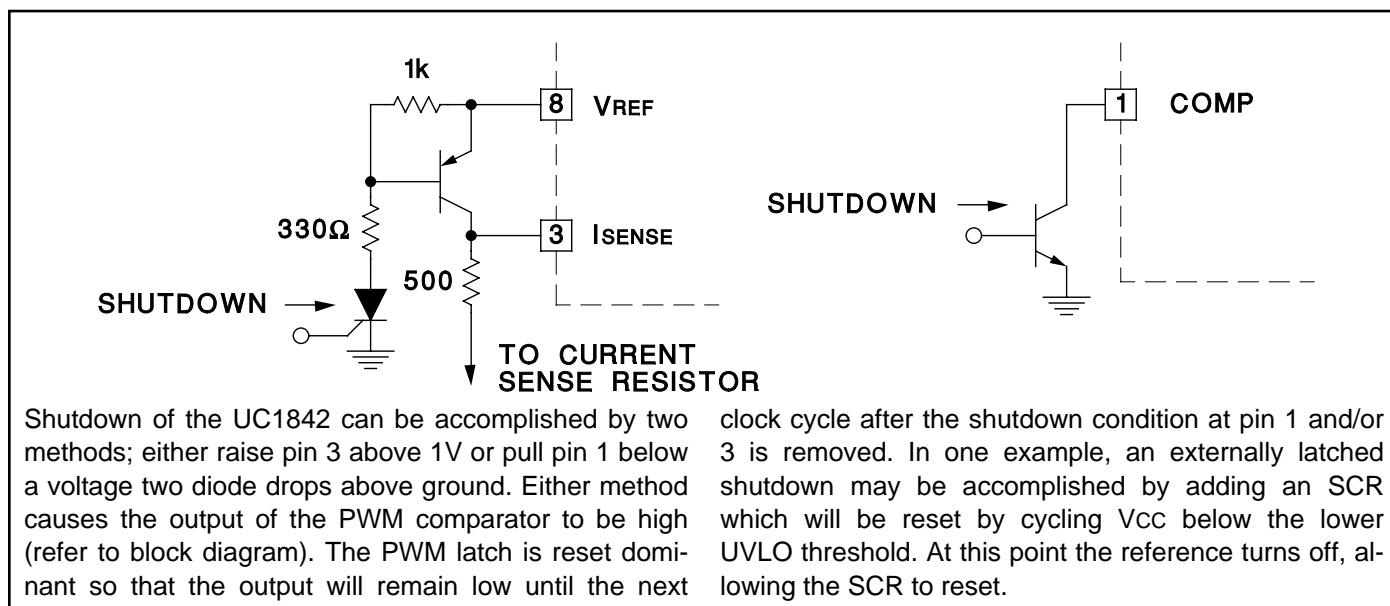 1k
8 VREF
330Ω
3 ISENSE
500
SHUTDOWN
TO CURRENT
SENSE RESISTOR
1 COMP
SHUTDOWN
Shutdown of the UC1842 can be accomplished by two
methods; either raise pin 3 above 1V or pull pin 1 below
a voltage two diode drops above ground. Either method
causes the output of the PWM comparator to be high
(refer to block diagram). The PWM latch is reset domi-
nant so that the output will remain low until the next
clock cycle after the shutdown condition at pin 1 and/or
3 is removed. In one example, an externally latched
shutdown may be accomplished by adding an SCR
which will be reset by cycling VCC below the lower
UVLO threshold. At this point the reference turns off, al-
lowing the SCR to reset.